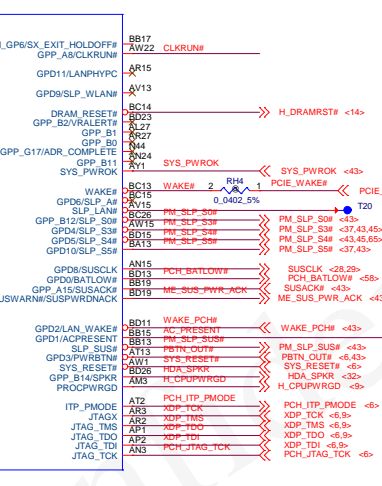 GP6/SX_EXIT_HOLDOFF# BB17
GPP_A8/CLKRUN# AW22 CLKRUN#
GPD11/LANPHYPC AR15
GPD9/SLP_WLAN# AV13
DRAM_RESET# BC14 H_DRAMRST# <14>
GPP_B2/VRALERT# BD23
GPP_B1 AL27
GPP_B0 AR27
GPP_G17/ADR_COMPLETE N44
GPP_B11 AN24
SYS_PWROK AY1 SYS_PWROK SYS_PWROK <43>
RH4
WAKE# BC13 WAKE# 2 1 PCIE_WAKE#
0_0402_5%
GPD6/SLP_A# BC15
SLP_LAN# AV15 T20
GPP_B12/SLP_S0# BC26 PM_SLP_S0# PM_SLP_S0# <43>
GPD4/SLP_S3# AW15 PM_SLP_S3# PM_SLP_S3# <37,43,45
GPD5/SLP_S4# BD15 PM_SLP_S4# PM_SLP_S4# <43,45,65
GPD10/SLP_S5# BA13 PM_SLP_S5# PM_SLP_S5# <37,43>
GPD8/SUSCLK AN15 SUSCLK <28,29>
GPD0/BATLOW# BD13 PCH_BATLOW# PCH_BATLOW# <58>
GPP_A15/SUSACK# BB19 SUSACK# <43>
USWARN#/SUSPWRDNACK BD19 ME_SUS_PWR_ACK ME_SUS_PWR_ACK
GPD2/LAN_WAKE# BD11 WAKE_PCH# WAKE_PCH# <43>
GPD1/ACPRESENT BB15 AC_PRESENT
SLP_SUS# BB13 PM_SLP_SUS# PM_SLP_SUS# <43>
GPD3/PWRBTN# AT13 PBTN_OUT# PBTN_OUT# <6,43>
SYS_RESET# AW1 SYS_RESET# SYS_RESET# <6>
GPP_B14/SPKR BD26 HDA_SPKR HDA_SPKR <32>
PROCPWRGD AM3 H_CPUPWRGD H_CPUPWRGD <9>
ITP_PMODE AT2 PCH_ITP_PMODE PCH_ITP_PMODE <6>
JTAGX AR3 XDP_TCK XDP_TCK <6,9>
JTAG_TMS AR2 XDP_TMS XDP_TMS <6,9>
JTAG_TDO AP1 XDP_TDO XDP_TDO <6,9>
JTAG_TDI AP2 XDP_TDI XDP_TDI <6,9>
JTAG_TCK AN3 PCH_JTAG_TCK PCH_JTAG_TCK <6>